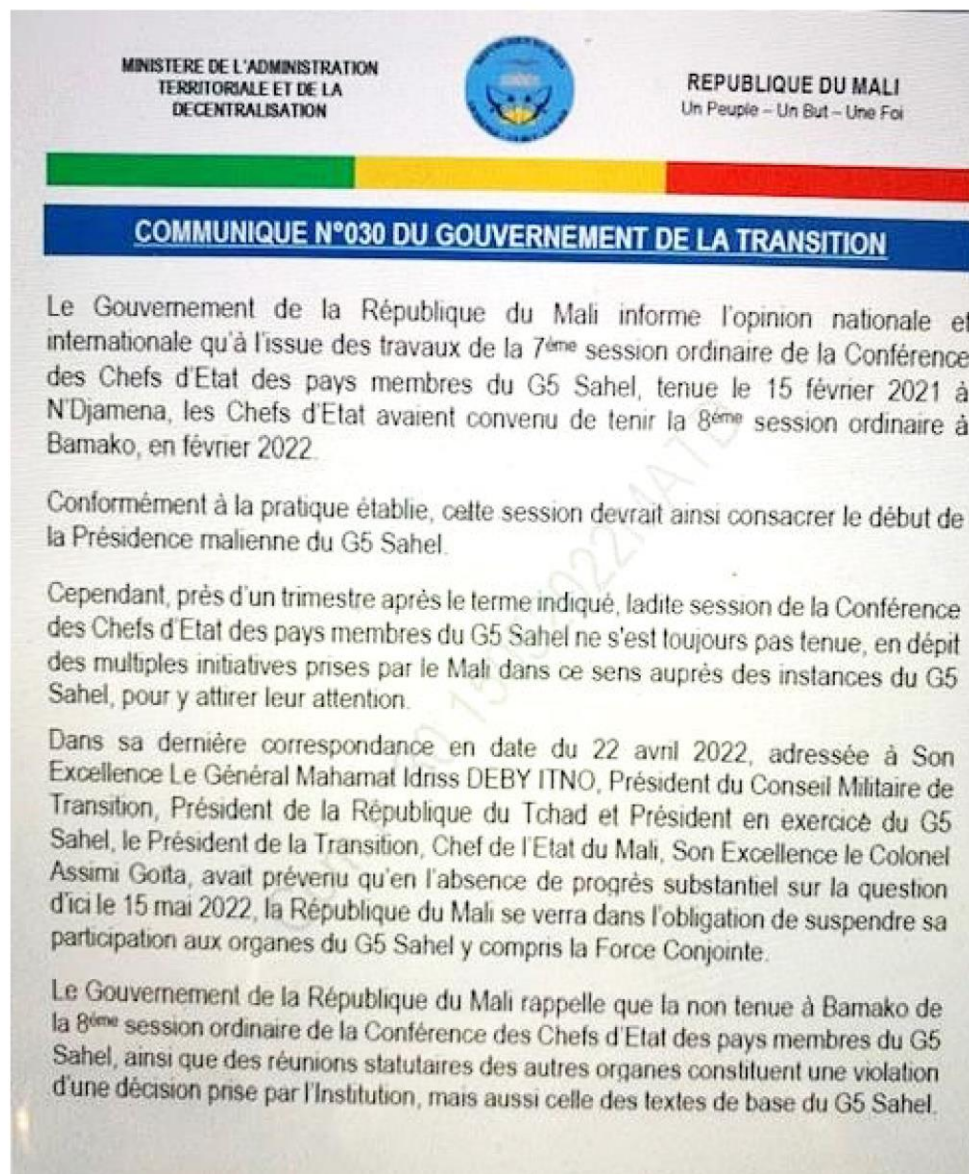 MINISTERE DE L'ADMINISTRATION
TERRITORIALE ET DE LA
DECENTRALISATION
REPUBLIQUE DU MALI
Un Peuple – Un But – Une Foi
COMMUNIQUE N°030 DU GOUVERNEMENT DE LA TRANSITION
Le Gouvernement de la République du Mali informe l'opinion nationale et
internationale qu'à l'issue des travaux de la 7ème session ordinaire de la Conférence
des Chefs d'Etat des pays membres du G5 Sahel, tenue le 15 février 2021 à
N'Djamena, les Chefs d'Etat avaient convenu de tenir la 8ème session ordinaire à
Bamako, en février 2022.
Conformément à la pratique établie, cette session devrait ainsi consacrer le début de
la Présidence malienne du G5 Sahel.
Cependant, près d'un trimestre après le terme indiqué, ladite session de la Conférence
des Chefs d'Etat des pays membres du G5 Sahel ne s'est toujours pas tenue, en dépit
des multiples initiatives prises par le Mali dans ce sens auprès des instances du G5
Sahel, pour y attirer leur attention.
Dans sa dernière correspondance en date du 22 avril 2022, adressée à Son
Excellence Le Général Mahamat Idriss DEBY ITNO, Président du Conseil Militaire de
Transition, Président de la République du Tchad et Président en exercice du G5
Sahel, le Président de la Transition, Chef de l'Etat du Mali, Son Excellence le Colonel
Assimi Goïta, avait prévenu qu'en l'absence de progrès substantiel sur la question
d'ici le 15 mai 2022, la République du Mali se verra dans l'obligation de suspendre sa
participation aux organes du G5 Sahel y compris la Force Conjointe.
Le Gouvernement de la République du Mali rappelle que la non tenue à Bamako de
la 8ème session ordinaire de la Conférence des Chefs d'Etat des pays membres du G5
Sahel, ainsi que des réunions statutaires des autres organes constituent une violation
d'une décision prise par l'Institution, mais aussi celle des textes de base du G5 Sahel.